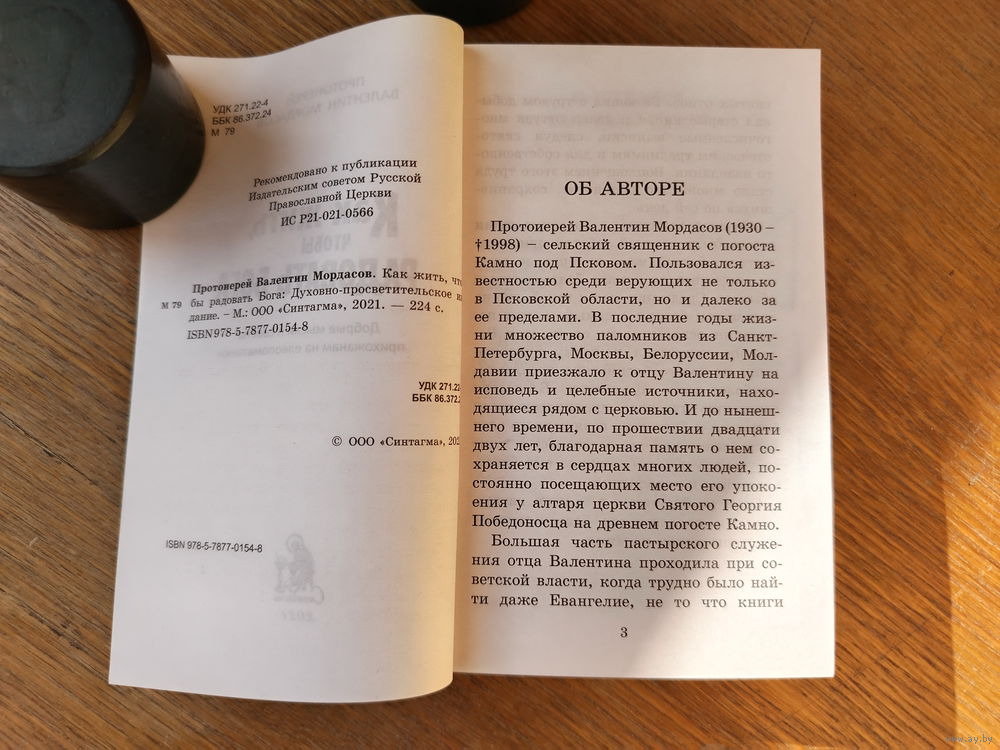 УДК 271.22-4
ББК 86.372.24
М 79
Рекомендовано к публикации
Издательским советом Русской
Православной Церкви
ИС Р21-021-0566
Протоиерей Валентин Мордасов. Как жить, что-
М 79 бы радовать Бога: Духовно-просветительское из-
дание. – М.: ООО «Синтагма», 2021. — 224 с.
ISBN 978-5-7877-0154-8
УДК 271.22
ББК 86.372
© ООО «Синтагма», 202
ISBN 978-5-7877-0154-8
ОБ АВТОРЕ
Протоиерей Валентин Мордасов (1930 –
†1998) – сельский священник с погоста
Камно под Псковом. Пользовался из-
вестностью среди верующих не только
в Псковской области, но и далеко за
ее пределами. В последние годы жиз-
ни множество паломников из Санкт-
Петербурга, Москвы, Белоруссии, Мол-
давии приезжало к отцу Валентину на
исповедь и целебные источники, нахо-
дящиеся рядом с церковью. И до нынеш-
него времени, по прошествии двадцати
двух лет, благодарная память о нем со-
храняется в сердцах многих людей, по-
стоянно посещающих место его упоко-
ения у алтаря церкви Святого Георгия
Победоносца на древнем погосте Камно.
Большая часть пастырского служе-
ния отца Валентина проходила при со-
ветской власти, когда трудно было най-
ти даже Евангелие, не то что книги
3
www.ay.by